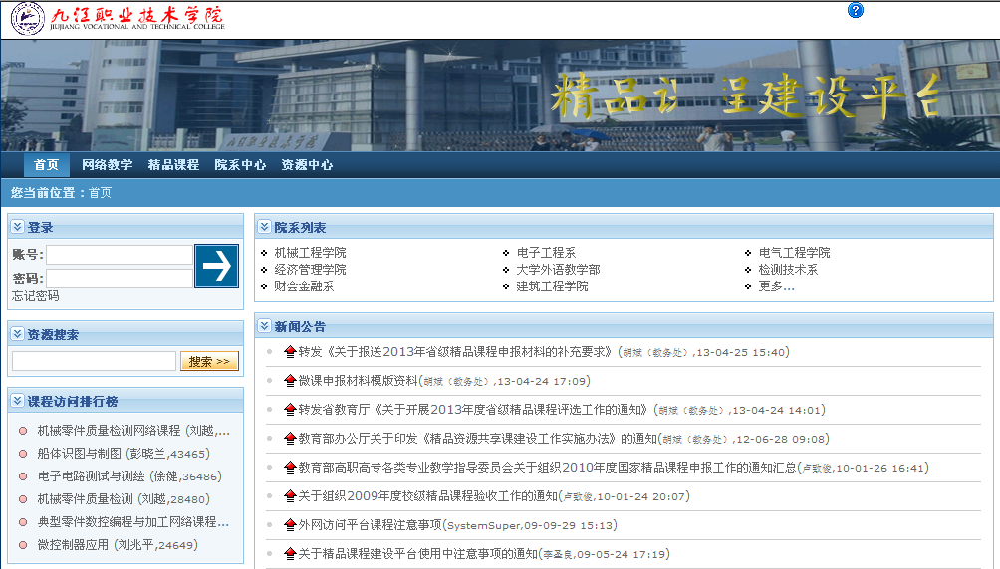 九江职业技术学院
JIUJIANG VOCATIONAL AND TECHNICAL COLLEGE
?
精品课程建设平台
九江职业技术学院
首页 网络教学 精品课程 院系中心 资源中心
您当前位置：首页
登录
账号:
密码:
忘记密码
资源搜索
搜索 >>
课程访问排行榜
机械零件质量检测网络课程 (刘越,...
船体识图与制图 (彭晓兰,43465)
电子电路测试与测绘 (徐健,36486)
机械零件质量检测 (刘越,28480)
典型零件数控编程与加工网络课程...
微控制器应用 (刘兆平,24649)
院系列表
机械工程学院 电子工程系 电气工程学院
经济管理学院 大学外语教学部 检测技术系
财会金融系 建筑工程学院 更多...
新闻公告
转发《关于报送2013年省级精品课程申报材料的补充要求》(胡斌（教务处）,13-04-25 15:40)
微课申报材料模版资料(胡斌（教务处）,13-04-24 17:09)
转发省教育厅《关于开展2013年度省级精品课程评选工作的通知》(胡斌（教务处）,13-04-24 14:01)
教育部办公厅关于印发《精品资源共享课建设工作实施办法》的通知(胡斌（教务处）,12-06-28 09:08)
教育部高职高专各类专业教学指导委员会关于组织2010年度国家精品课程申报工作的通知汇总(卢致俊,10-01-26 16:41)
关于组织2009年度校级精品课程验收工作的通知(卢致俊,10-01-24 20:07)
外网访问平台课程注意事项(SystemSuper,09-09-29 15:13)
关于精品课程建设平台使用中注意事项的通知(李圣良,09-05-24 17:19)